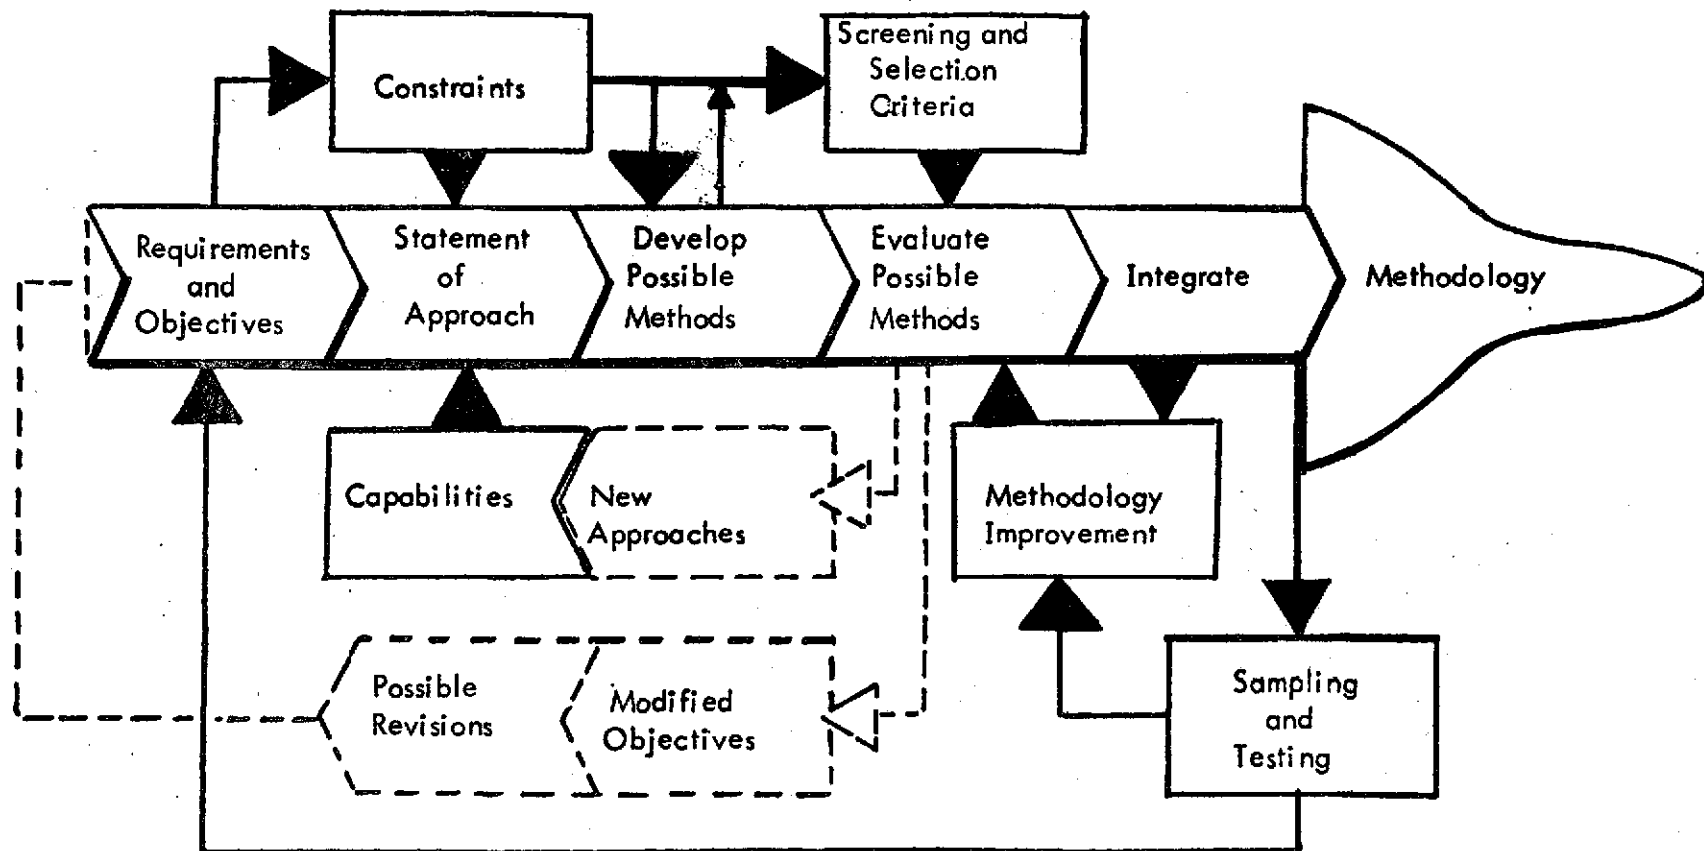 Constraints
Screening and
Selection
Criteria
Requirements
and
Objectives
Statement
of
Approach
Develop
Possible
Methods
Evaluate
Possible
Methods
Integrate
Methodology
Capabilities
New
Approaches
Methodology
Improvement
Possible
Revisions
Modified
Objectives
Sampling
and
Testing